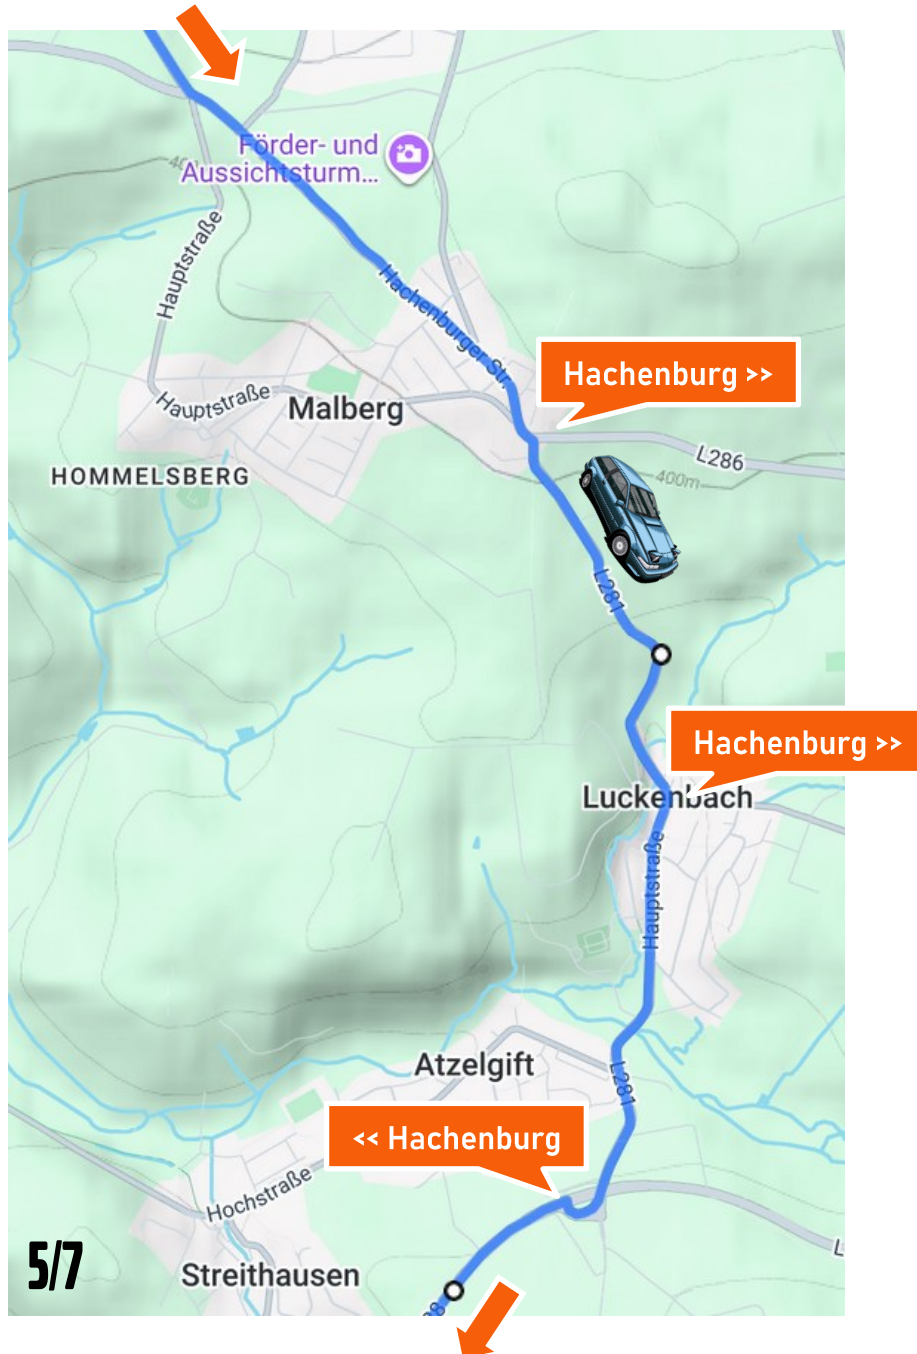 Förder- und
Aussichtsturm...
400m
Hauptstraße
Hachenburger Str.
Hachenburg >>
Hauptstraße
Malberg
L286
HOMMELSBERG
400m
L281
Hachenburg >>
Luckenbach
Hauptstraße
Atzelgift
L281
<< Hachenburg
Hochstraße
L
5/7
Streithausen